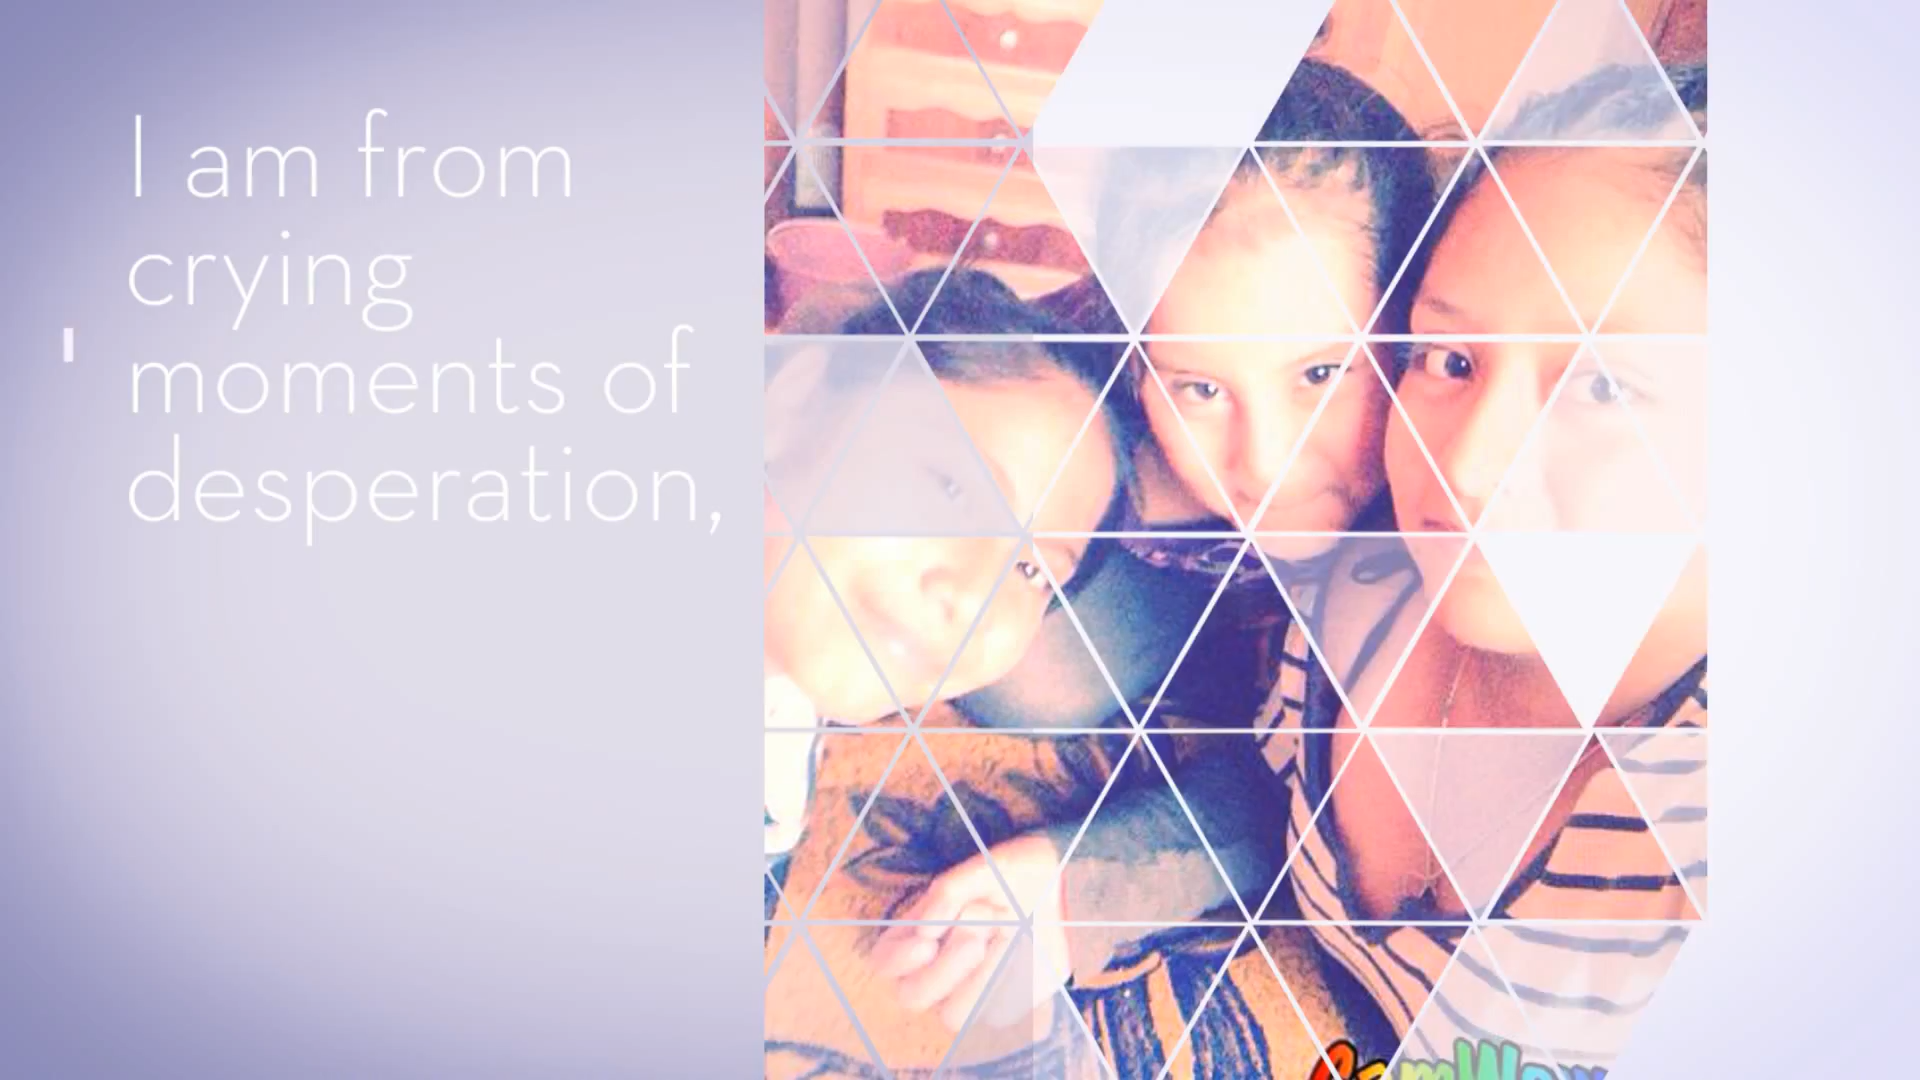 I am from
crying
moments of
desperation,